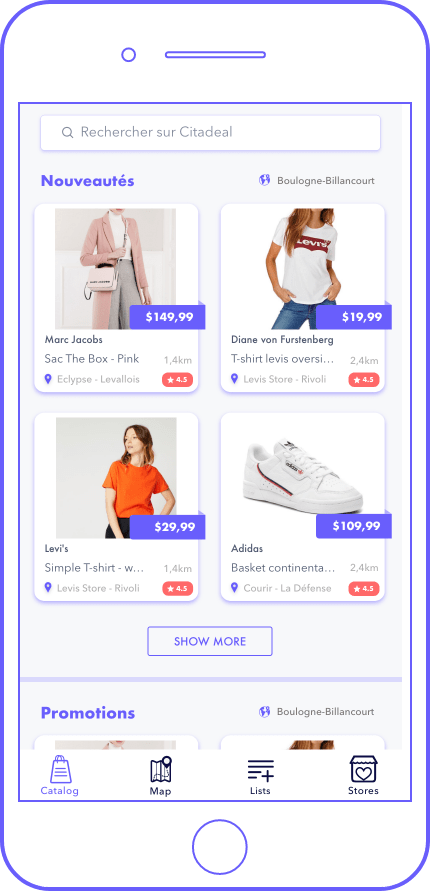 Rechercher sur Citadeal
Nouveautés
Boulogne-Billancourt
Levi's
$149,99
$19,99
Marc Jacobs
Diane von Furstenberg
Sac The Box - Pink
1,4km
T-shirt levis oversi...
2,4km
Eclypse - Levallois
4.5
Levis Store - Rivoli
4.5
$29,99
adidas
$109,99
Levi's
Adidas
Simple T-shirt - w...
1,4km
Basket continenta...
2,4km
Levis Store - Rivoli
4.5
Courir - La Défense
4.5
SHOW MORE
Promotions
Boulogne-Billancourt
Catalog
Map
Lists
Stores